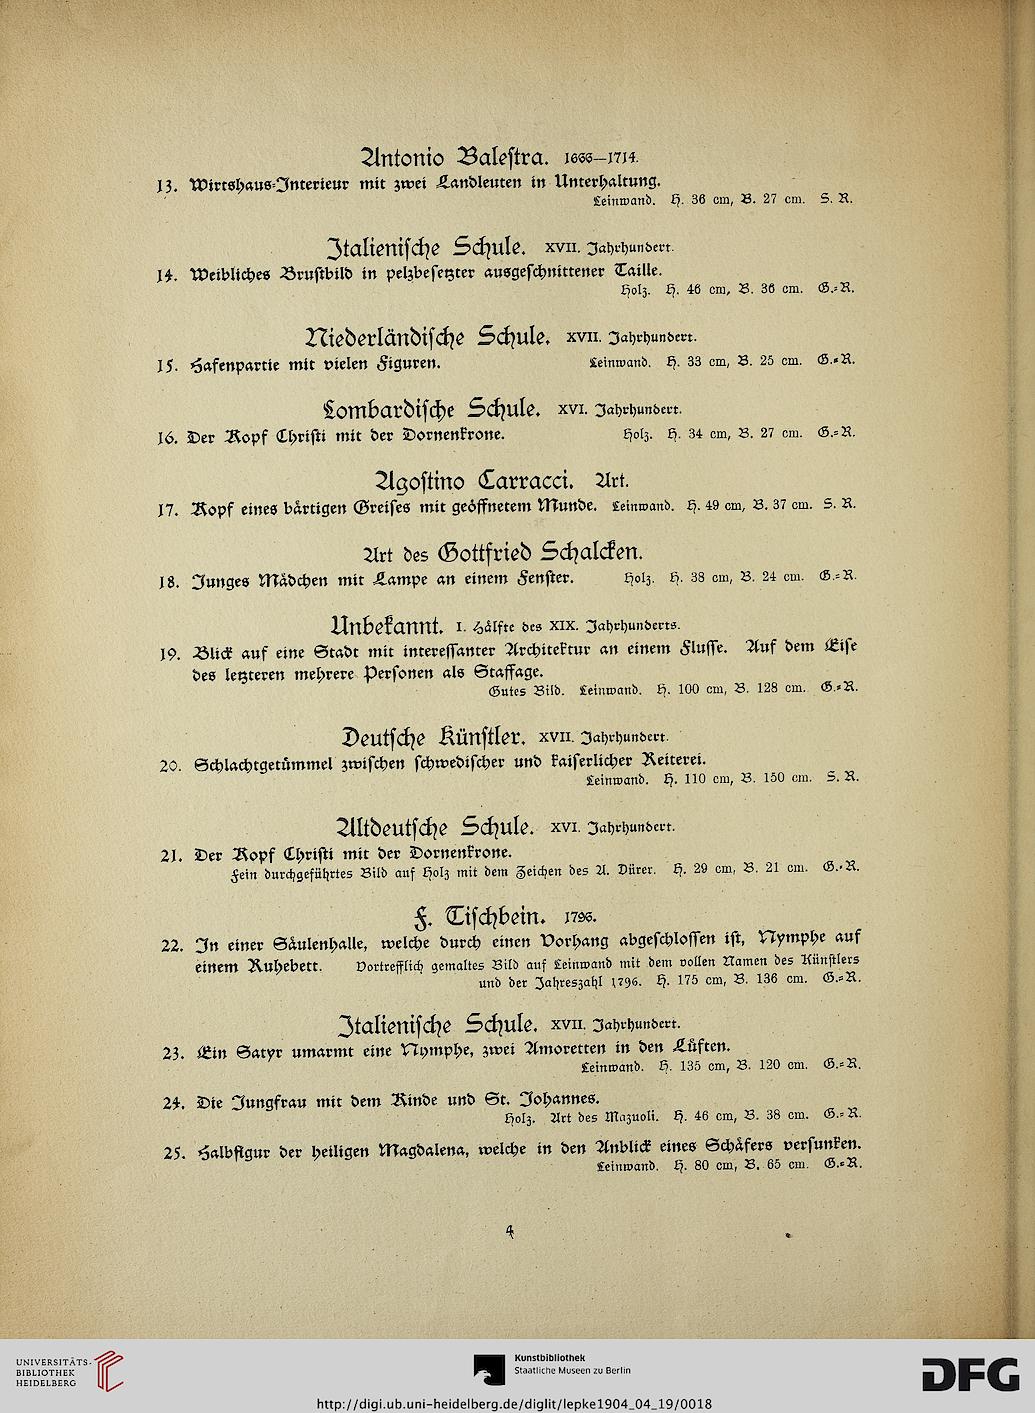 Antonio Baleſtra. 1666—1714.
13. Wirtshaus-Interieur mit zwei Landleuten in Unterhaltung.
Leinwand. H. 36 cm, B. 27 cm. S. R.
Italieniſche Schule. XVII. Jahrhundert.
14. Weibliches Bruſtbild in pelzbeſetzter ausgeſchnittener Taille.
Holz. H. 46 cm, B. 36 cm. G.-R.
Niederländiſche Schule. XVII. Jahrhundert.
15. Hafenpartie mit vielen Figuren. Leinwand. H. 33 cm, B. 25 cm. G.-R.
Lombardiſche Schule. XVI. Jahrhundert.
16. Der Kopf Chriſti mit der Dornenkrone. Holz. H. 34 cm, B. 27 cm. G.-R.
Agoſtino Carracci. Art.
17. Kopf eines bärtigen Greiſes mit geöffnetem Munde. Leinwand. H. 49 cm, B. 37 cm. S. R.
Art des Gottfried Schalcken.
18. Junges Mädchen mit Lampe an einem Fenſter. Holz. H. 38 cm, B. 24 cm. G.-R.
Unbekannt. I. Hälfte des XIX. Jahrhunderts.
19. Blick auf eine Stadt mit intereſſanter Architektur an einem Fluſſe. Auf dem Eiſe
des letzteren mehrere Perſonen als Staffage.
Gutes Bild. Leinwand. H. 100 cm, B. 128 cm. G.-R.
Deutſche Künſtler. XVII. Jahrhundert.
20. Schlachtgetümmel zwiſchen ſchwediſcher und kaiſerlicher Reiterei.
Leinwand. H. 110 cm, B. 150 cm. S. R.
Altdeutſche Schule. XVI. Jahrhundert.
21. Der Kopf Chriſti mit der Dornenkrone.
Fein durchgeführtes Bild auf Holz mit dem Zeichen des A. Dürer. H. 29 cm, B. 21 cm. G.-R.
F. Tiſchbein. 1796.
22. In einer Säulenhalle, welche durch einen Vorhang abgeſchloſſen iſt, Nymphe auf
einem Ruhebett. Vortrefflich gemaltes Bild auf Leinwand mit dem vollen Namen des Künſtlers
und der Jahreszahl 1796. H. 175 cm, B. 136 cm. G.-R.
Italieniſche Schule. XVII. Jahrhundert.
23. Ein Satyr umarmt eine Nymphe, zwei Amoretten in den Lüften.
Leinwand. H. 135 cm, B. 120 cm. G.-R.
24. Die Jungfrau mit dem Kinde und St. Johannes.
Holz. Art des Mazuoli. H. 46 cm, B. 38 cm. G.-R.
25. Halbfigur der heiligen Magdalena, welche in den Anblick eines Schäfers verſunken.
Leinwand. H. 80 cm, B. 65 cm. G.-R.
4
UNIVERSITÄTS-
BIBLIOTHEK
HEIDELBERG
Kunstbibliothek
Staatliche Museen zu Berlin
DFG
http://digi.ub.uni-heidelberg.de/diglit/lepke1904_04_19/0018